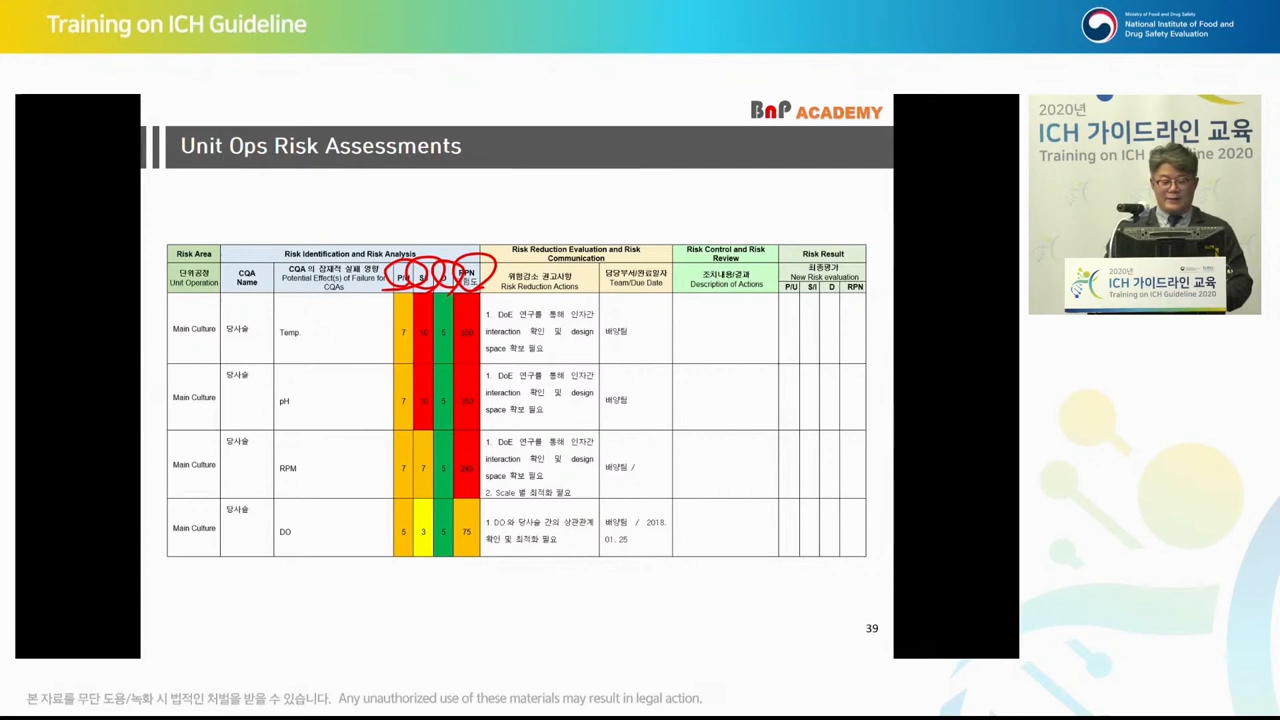 Training on ICH Guideline
Ministry of Food and Drug Safety
National Institute of Food and
Drug Safety Evaluation
BnP ACADEMY
Unit Ops Risk Assessments
2020년
ICH 가이드라인 교육
Training on ICH Guideline 2020
2020년
ICH 가이드라인 교육
Training on ICH Guideline 2020
Risk Area
Risk Identification and Risk Analysis
Risk Reduction Evaluation and Risk
Communication
Risk Control and Risk
Review
Risk Result
단위공정
Unit Operation
CQA
Name
CQA 의 잠재적 실패 영향
Potential Effect(s) of Failure for
CQAs
RPN
위험감소 권고사항
Risk Reduction Actions
담당부서/완료일자
Team/Due Date
조치내용/결과
Description of Actions
최종평가
New Risk evaluation
P/U S/I D RPN
Main Culture
당사슬
Temp.
7
5
1. DoE 연구를 통해 인자간
interaction 확인 및 design
space 확보 필요
배양팀
Main Culture
당사슬
pH
7
5
1. DoE 연구를 통해 인자간
interaction 확인 및 design
space 확보 필요
배양팀
Main Culture
당사슬
RPM
7
7
5
245
1. DoE 연구를 통해 인자간
interaction 확인 및 design
space 확보 필요
2. Scale 별 최적화 필요
배양팀 /
Main Culture
당사슬
DO
5
3
5
75
1. DO와 당사슬 간의 상관관계
확인 및 최적화 필요
배양팀 / 2018.
01. 25
39
본 자료를 무단 도용/녹화 시 법적인 처벌을 받을 수 있습니다. Any unauthorized use of these materials may result in legal action.